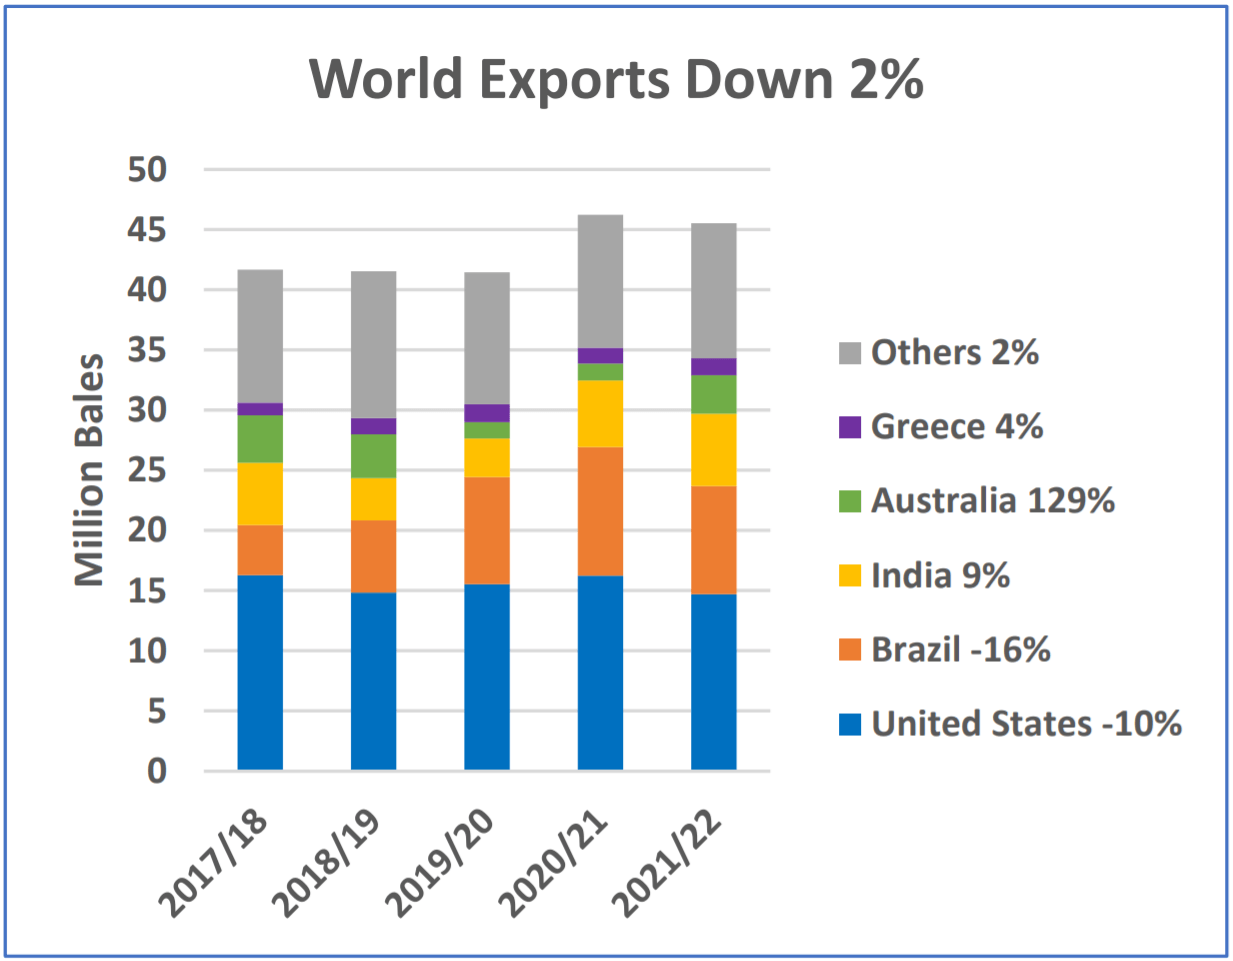 World Exports Down 2%
Million Bales
50
45
40
35
30
25
20
15
10
5
0
2017/18
2018/19
2019/20
2020/21
2021/22
Others 2%
Greece 4%
Australia 129%
India 9%
Brazil -16%
United States -10%